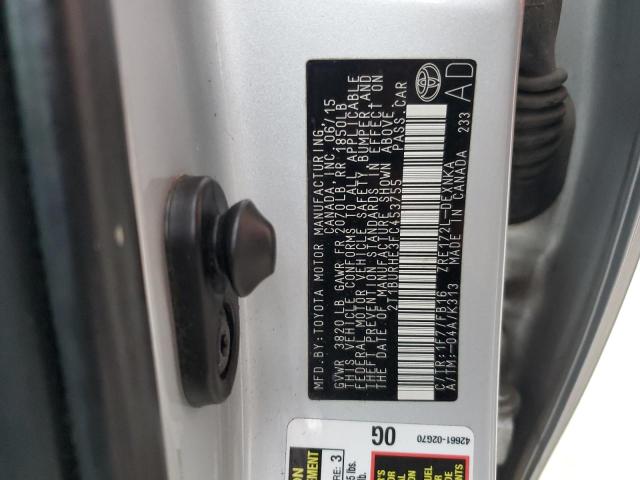 MFD.BY: TOYOTA MOTOR MANUFACTURING
CANADA, INC. 06/15
GVWR 3820LB GAWR FR 2070LB RR 1850LB
THIS VEHICLE CONFORMS TO ALL APPLICABLE
FEDERAL MOTOR VEHICLE SAFETY, BUMPER, AND
THEFT PREVENTION STANDARDS IN EFFECT ON
THE DATE OF MANUFACTURE SHOWN ABOVE.
2T1BURHE3FC453755 PASS.CAR
C/TR:1F7/FB16 ZRE172L-DEXNKA
A/TM:-04A/K313 MADE IN CANADA 233
AD
42661-02G70
0G